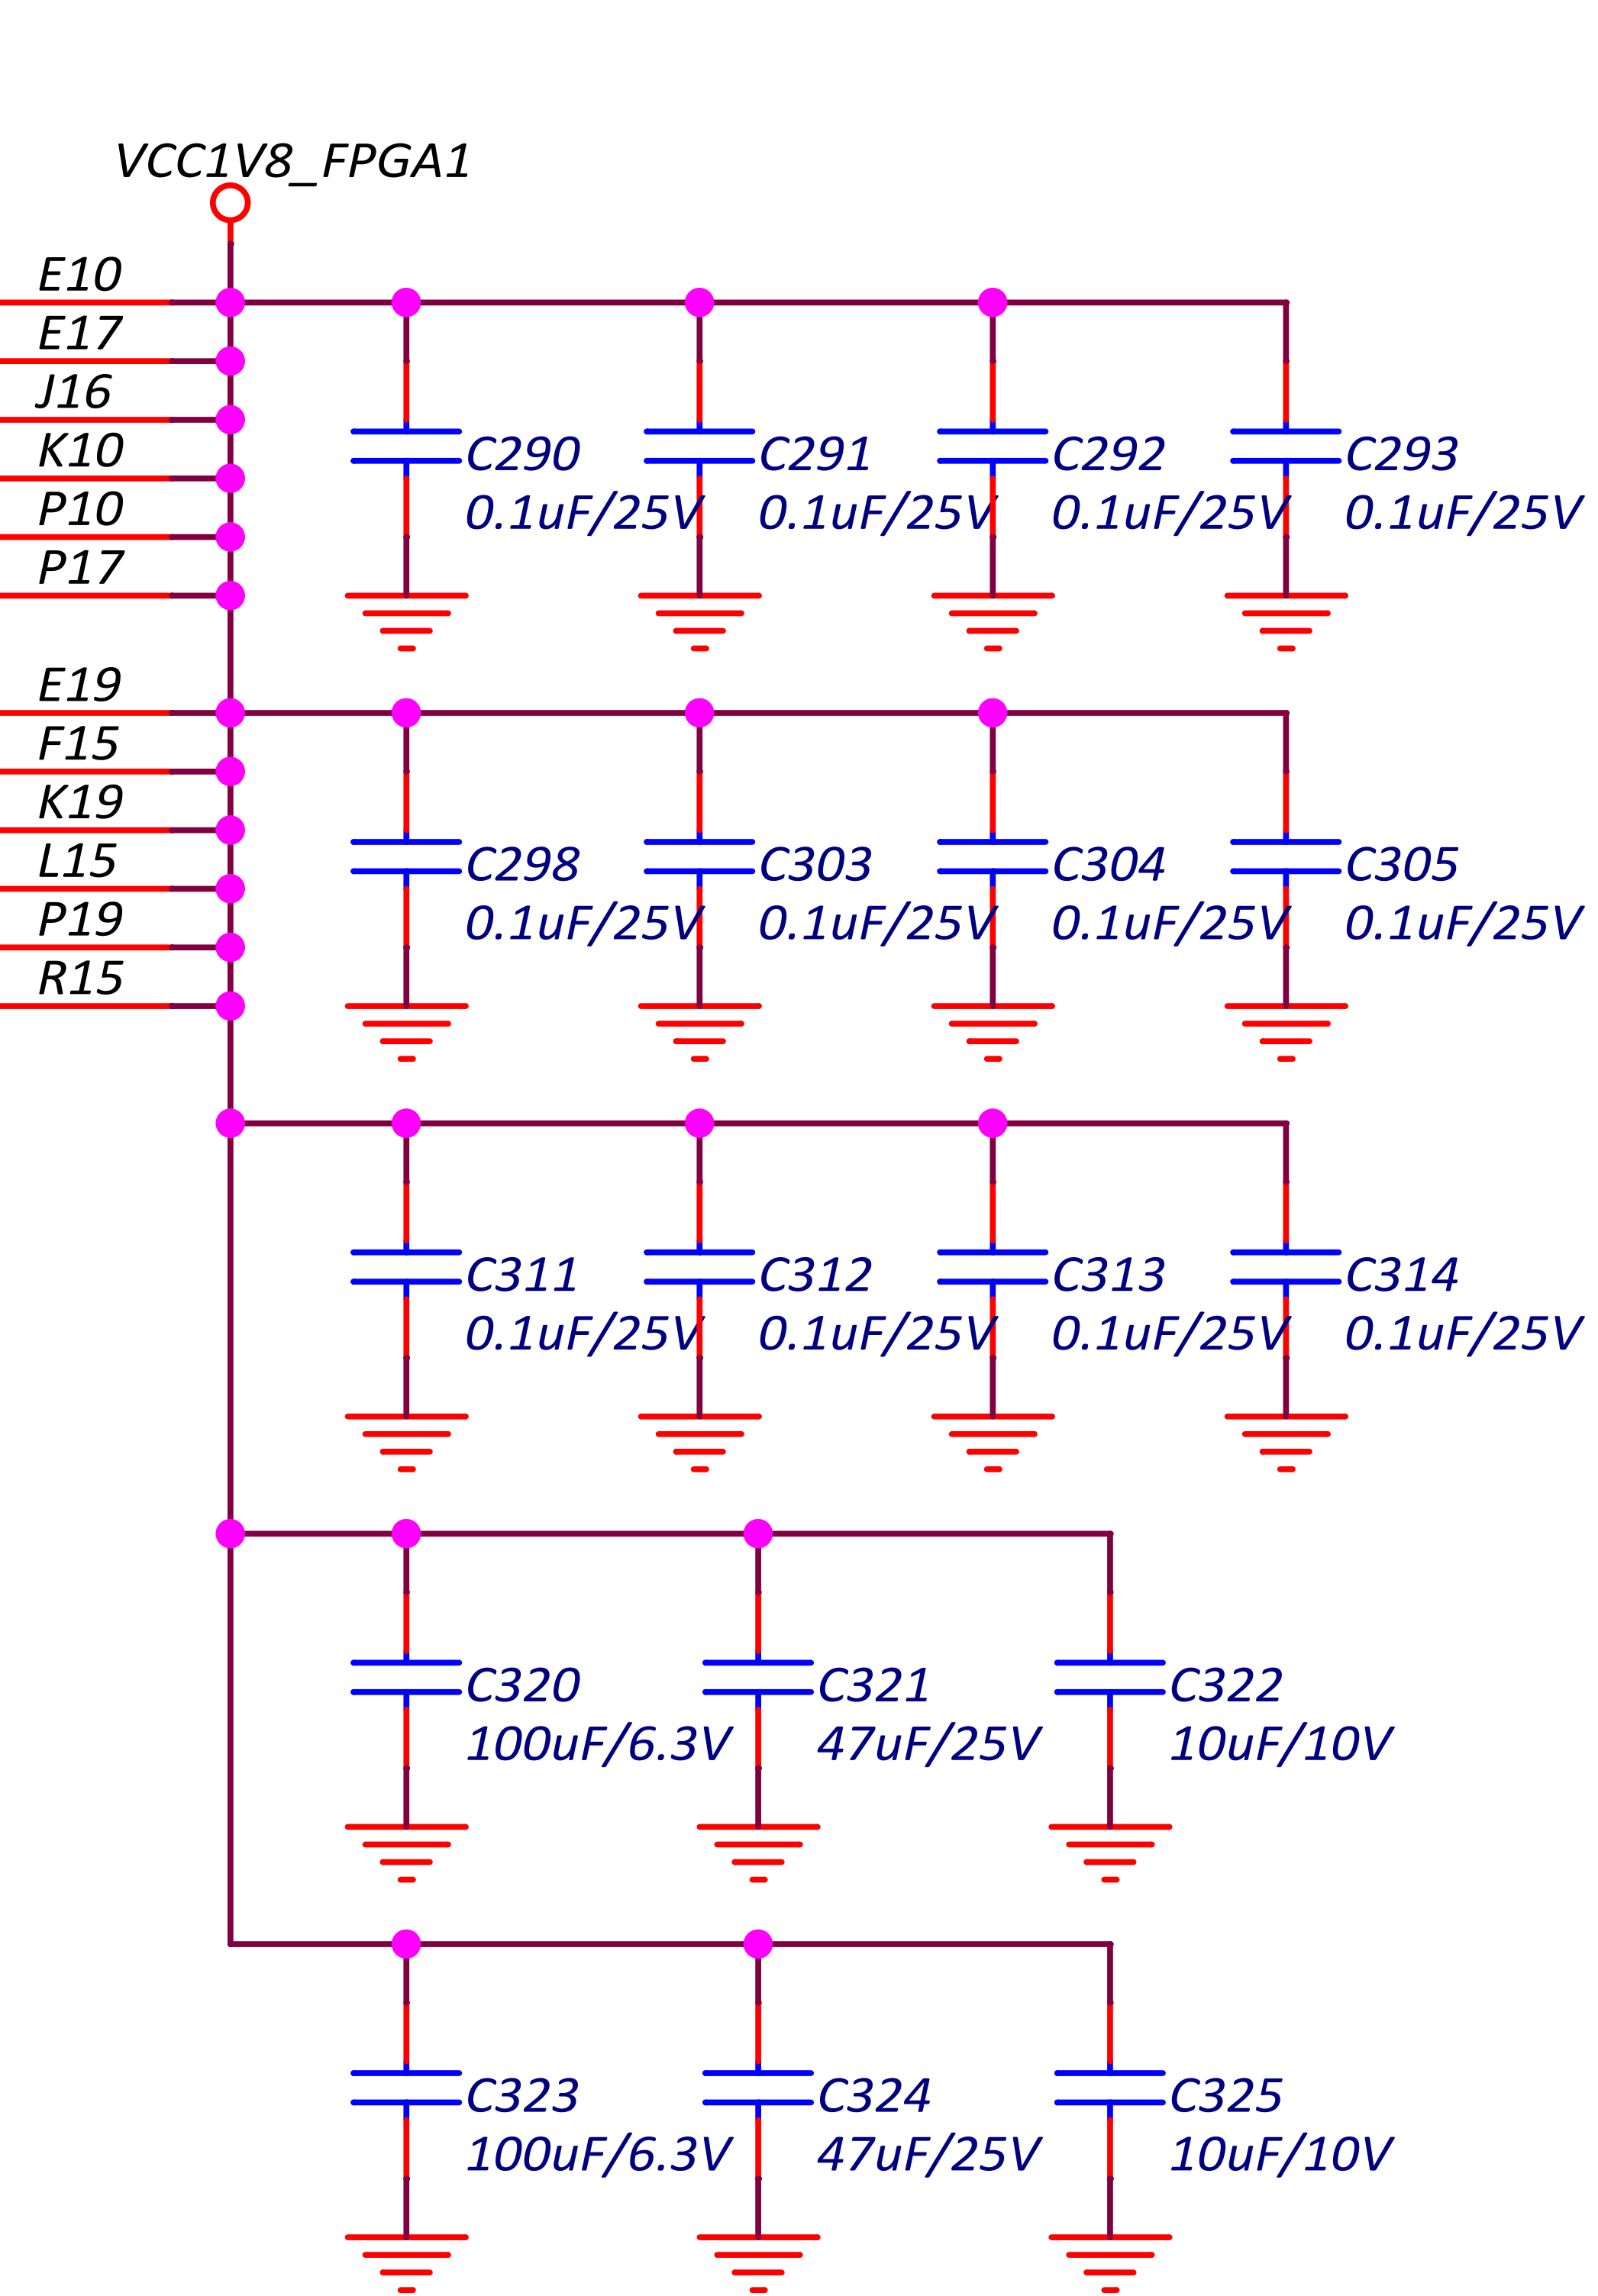 VCC1V8_FPGA1
E10
E17
J16
K10
P10
P17
C290 C291 C292 C293
0.1uF/25V 0.1uF/25V 0.1uF/25V 0.1uF/25V
E19
F15
K19
L15
P19
R15
C298 C303 C304 C305
0.1uF/25V 0.1uF/25V 0.1uF/25V 0.1uF/25V
C311 C312 C313 C314
0.1uF/25V 0.1uF/25V 0.1uF/25V 0.1uF/25V
C320 C321 C322
100uF/6.3V 47uF/25V 10uF/10V
C323 C324 C325
100uF/6.3V 47uF/25V 10uF/10V